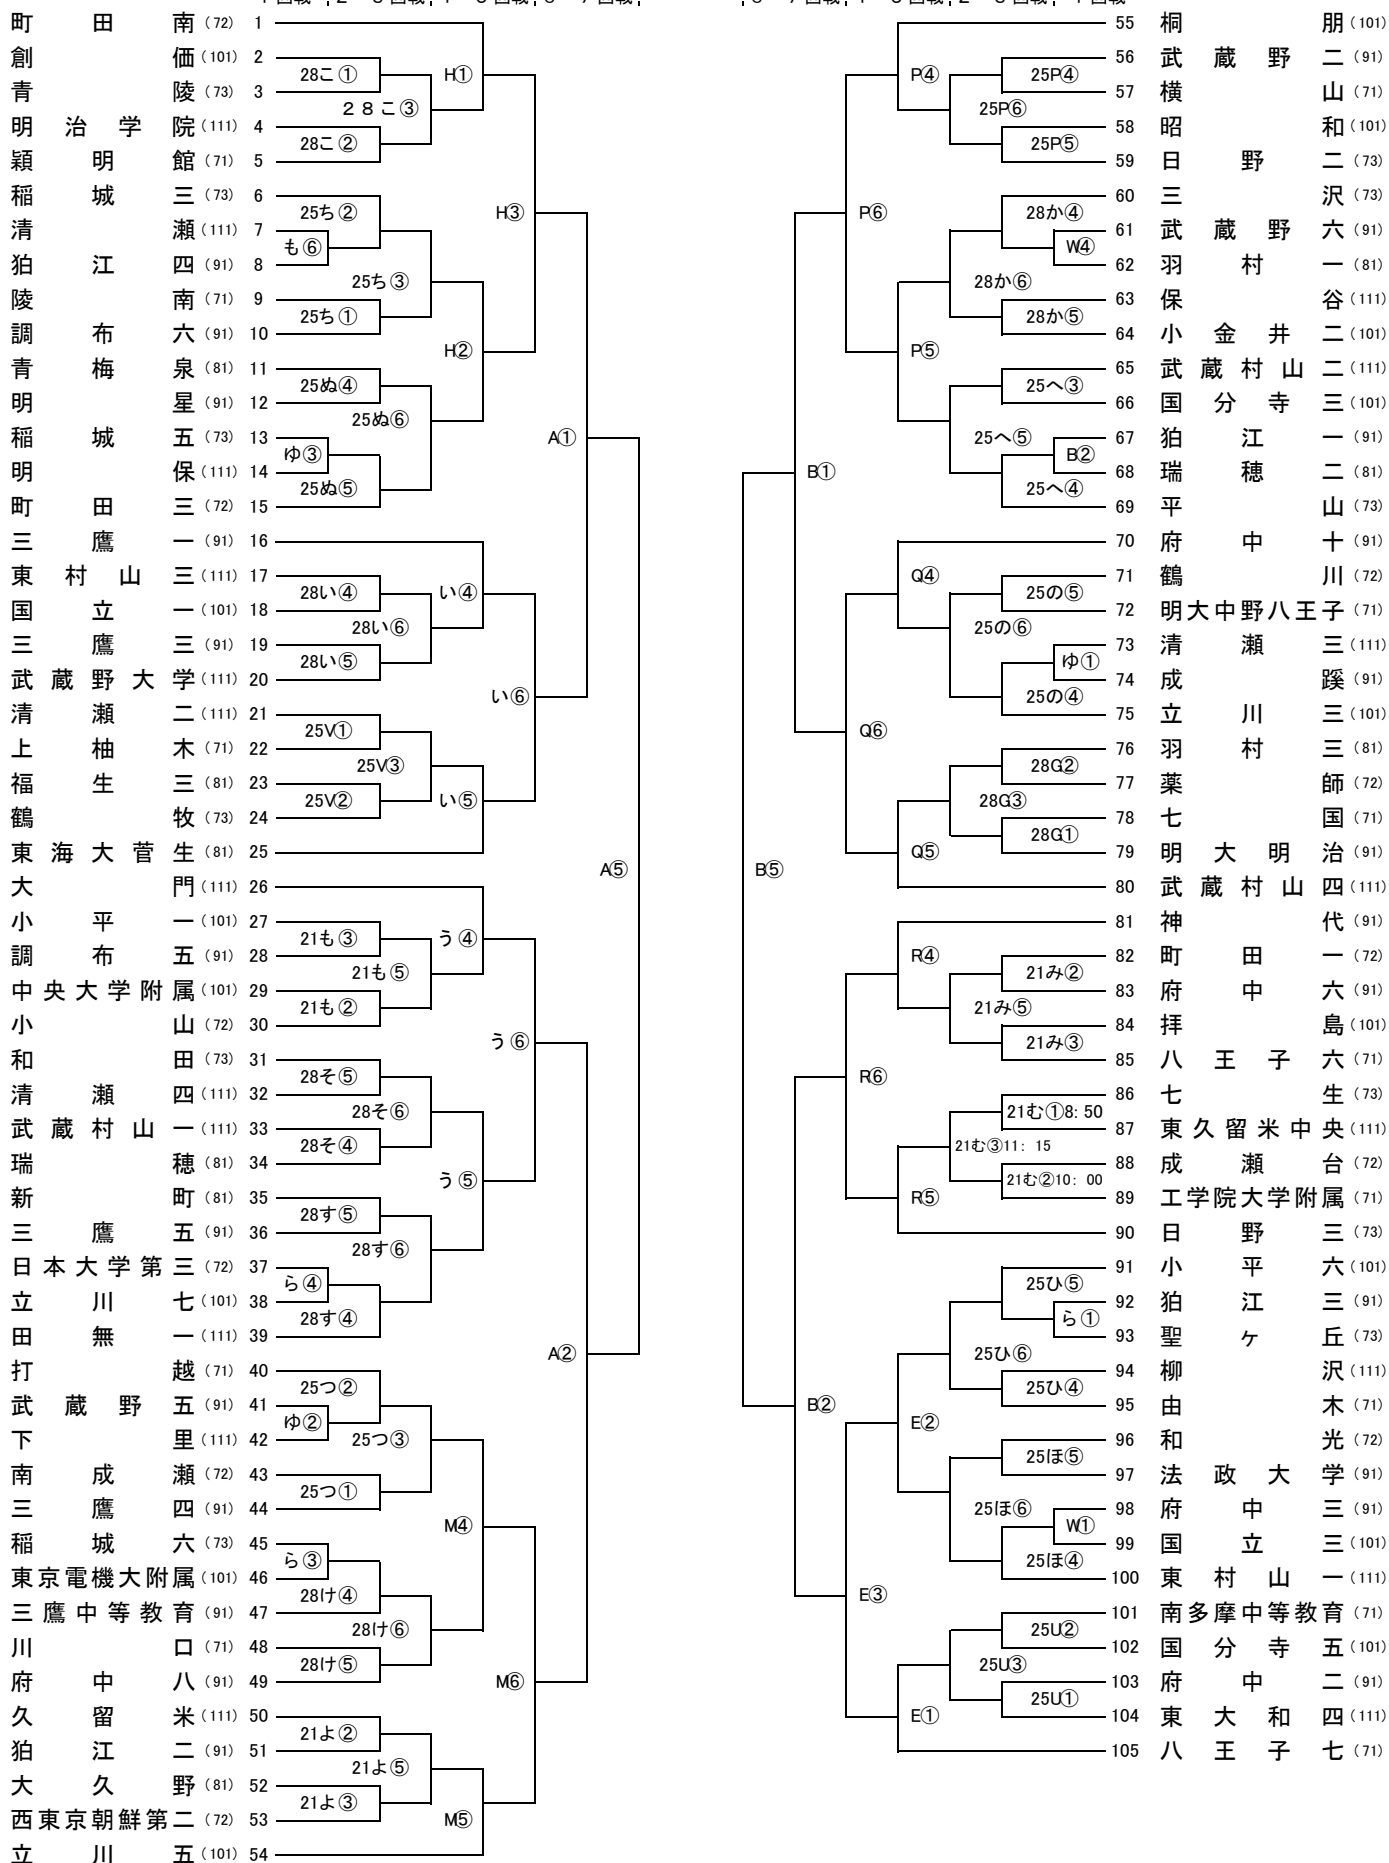 町田南 (72) 1
創価 (101) 2
28こ① H①
青陵 (73) 3
28こ③
明治学院 (111) 4
28こ②
穎明館 (71) 5
稲城三 (73) 6
25ち② H③
清瀬 (111) 7
も⑥
狛江四 (91) 8
25ち③
陵南 (71) 9
25ち①
調布六 (91) 10
H②
青梅泉 (81) 11
25ぬ④
明星 (91) 12
25ぬ⑥
稲城五 (73) 13
A①
ゆ③
明保 (111) 14
25ぬ⑤
町田三 (72) 15
三鷹一 (91) 16
東村山三 (111) 17
28い④ い④
国立一 (101) 18
28い⑥
三鷹三 (91) 19
28い⑤
武蔵野大学 (111) 20
い⑥
清瀬二 (111) 21
25V①
上柚木 (71) 22
25V③
福生三 (81) 23
25V② い⑤
鶴牧 (73) 24
東海大菅生 (81) 25
A⑤
大門 (111) 26
小平一 (101) 27
21も③ う④
調布五 (91) 28
21も⑤
中央大学附属 (101) 29
21も②
小山 (72) 30
う⑥
和田 (73) 31
28そ⑤
清瀬四 (111) 32
28そ⑥
武蔵村山一 (111) 33
28そ④
瑞穂 (81) 34
う⑤
新町 (81) 35
28す⑤
三鷹五 (91) 36
28す⑥
日本大学第三 (72) 37
ら④
立川七 (101) 38
28す④
田無一 (111) 39
A②
打越 (71) 40
25つ②
武蔵野五 (91) 41
ゆ②
下里 (111) 42
25つ③
南成瀬 (72) 43
25つ①
三鷹四 (91) 44
M④
稲城六 (73) 45
ら③
東京電機大附属 (101) 46
28け④
三鷹中等教育 (91) 47
28け⑥
川口 (71) 48
28け⑤
府中八 (91) 49
M⑥
久留米 (111) 50
21よ②
狛江二 (91) 51
21よ⑤
大久野 (81) 52
21よ③
西東京朝鮮第二 (72) 53
M⑤
立川五 (101) 54
55 桐朋 (101)
56 武蔵野二 (91)
P④ 25P④
57 横山 (71)
25P⑥
58 昭和 (101)
25P⑤
59 日野二 (73)
60 三沢 (73)
P⑥ 28か④
61 武蔵野六 (91)
W④
62 羽村一 (81)
28か⑥
63 保谷 (111)
28か⑤
64 小金井二 (101)
P⑤
65 武蔵村山二 (111)
25へ③
66 国分寺三 (101)
25へ⑤
67 狛江一 (91)
B②
68 瑞穂二 (81)
B① 25へ④
69 平山 (73)
70 府中十 (91)
Q④
71 鶴川 (72)
25の⑤
72 明大中野八王子 (71)
25の⑥
73 清瀬三 (111)
ゆ①
74 成蹊 (91)
25の④
75 立川三 (101)
Q⑥
76 羽村三 (81)
28G②
77 薬師 (72)
28G③
78 七国 (71)
28G①
79 明大明治 (91)
Q⑤
B⑤
80 武蔵村山四 (111)
81 神代 (91)
R④
82 町田一 (72)
21み②
83 府中六 (91)
21み⑤
84 拝島 (101)
21み③
85 八王子六 (71)
R⑥
86 七生 (73)
21む①8:50
87 東久留米中央 (111)
21む③11:15
88 成瀬台 (72)
21む②10:00
89 工学院大学附属 (71)
R⑤
90 日野三 (73)
91 小平六 (101)
25ひ⑤
92 狛江三 (91)
ら①
93 聖ヶ丘 (73)
25ひ⑥
94 柳沢 (111)
25ひ④
95 由木 (71)
B② E②
96 和光 (72)
25ほ⑤
97 法政大学 (91)
25ほ⑥
98 府中三 (91)
W①
99 国立三 (101)
25ほ④
100 東村山一 (111)
E③
101 南多摩中等教育 (71)
25U②
102 国分寺五 (101)
25U③
103 府中二 (91)
25U①
104 東大和四 (111)
E①
105 八王子七 (71)